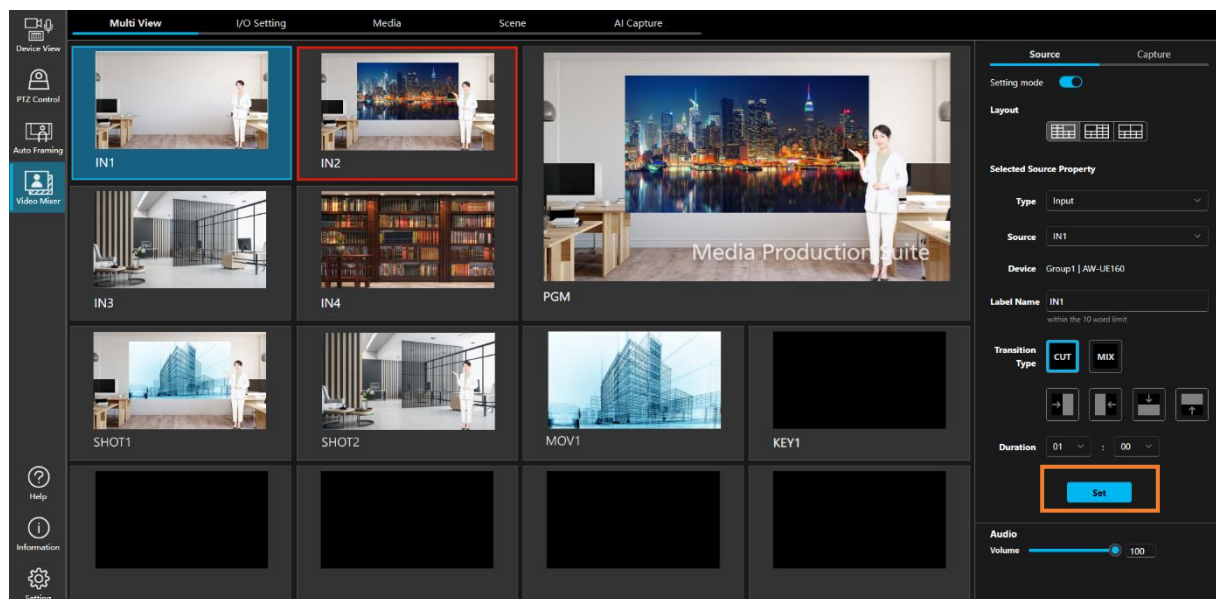 Device View
PTZ Control
Auto Framing
Video Mixer
Help
Information
Setting
Multi View
I/O Setting
Media
Scene
AI Capture
IN1
IN2
Media Production Suite
PGM
IN3
IN4
SHOT1
SHOT2
MOV1
KEY1
Source
Capture
Setting mode
Layout
Selected Source Property
Type Input
Source IN1
Device Group1 | AW-UE160
Label Name IN1
within the 10 word limit
Transition
Type
CUT MIX
Duration 01 : 00
Set
Audio
Volume 100